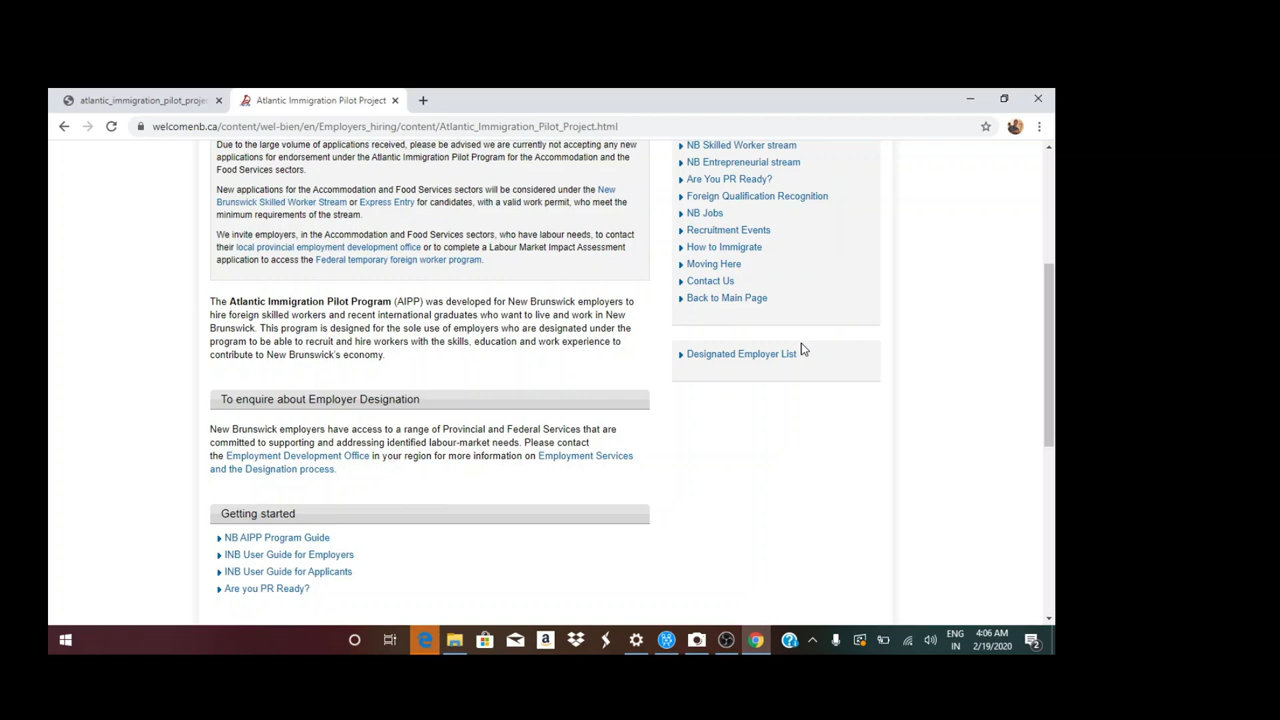 atlantic_immigration_pilot_projec
Atlantic Immigration Pilot Project
welcomenb.ca/content/wel-bien/en/Employers_hiring/content/Atlantic_Immigration_Pilot_Project.html
Due to the large volume of applications received, please be advised we are currently not accepting any new
applications for endorsement under the Atlantic Immigration Pilot Program for the Accommodation and the
Food Services sectors.
New applications for the Accommodation and Food Services sectors will be considered under the New
Brunswick Skilled Worker Stream or Express Entry for candidates, with a valid work permit, who meet the
minimum requirements of the stream.
We invite employers, in the Accommodation and Food Services sectors, who have labour needs, to contact
their local provincial employment development office or to complete a Labour Market Impact Assessment
application to access the Federal temporary foreign worker program.
The Atlantic Immigration Pilot Program (AIPP) was developed for New Brunswick employers to
hire foreign skilled workers and recent international graduates who want to live and work in New
Brunswick. This program is designed for the sole use of employers who are designated under the
program to be able to recruit and hire workers with the skills, education and work experience to
contribute to New Brunswick's economy.
To enquire about Employer Designation
New Brunswick employers have access to a range of Provincial and Federal Services that are
committed to supporting and addressing identified labour-market needs. Please contact
the Employment Development Office in your region for more information on Employment Services
and the Designation process.
Getting started
NB AIPP Program Guide
INB User Guide for Employers
INB User Guide for Applicants
Are you PR Ready?
NB Skilled Worker stream
NB Entrepreneurial stream
Are You PR Ready?
Foreign Qualification Recognition
NB Jobs
Recruitment Events
How to Immigrate
Moving Here
Contact Us
Back to Main Page
Designated Employer List
ENG
IN
4:06 AM
2/19/2020
2